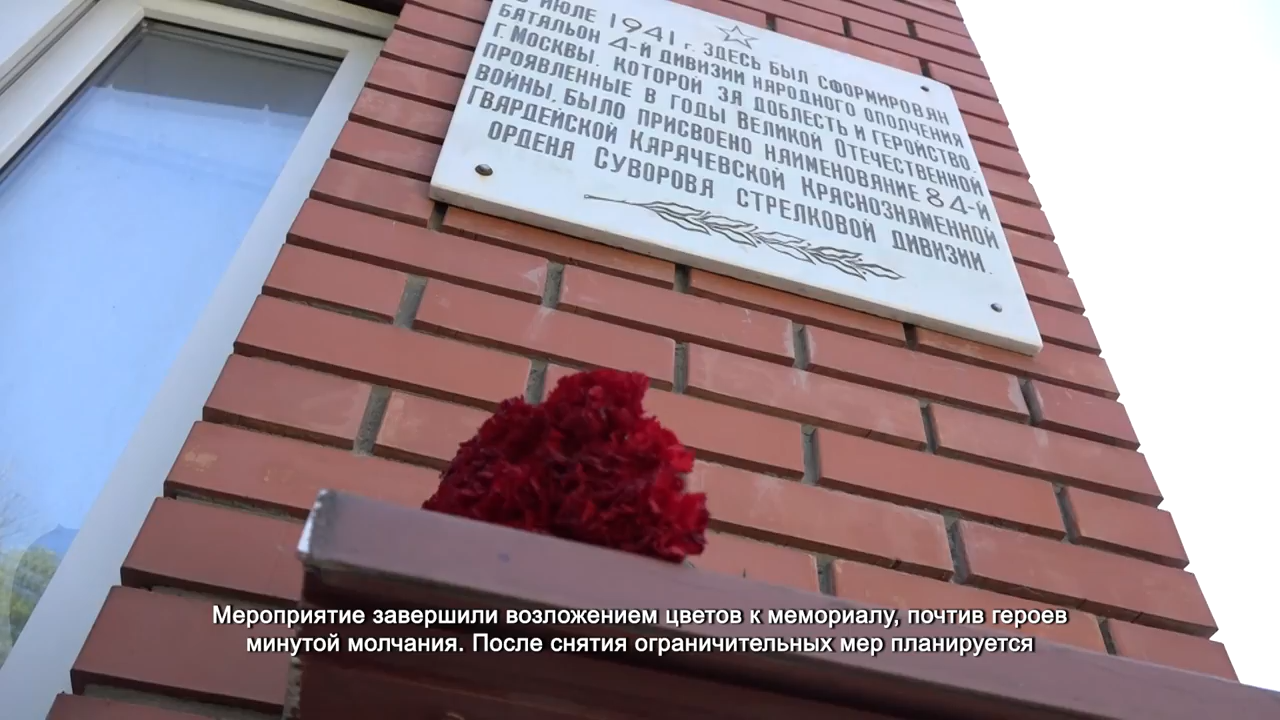 ИЮЛЕ 1941 г. ЗДЕСЬ БЫЛ СФОРМИРОВАН
БАТАЛЬОН 4-Й ДИВИЗИИ НАРОДНОГО ОПОЛЧЕНИЯ
Г. МОСКВЫ, КОТОРОЙ ЗА ДОБЛЕСТЬ И ГЕРОЙСТВО,
ПРОЯВЛЕННЫЕ В ГОДЫ ВЕЛИКОЙ ОТЕЧЕСТВЕННОЙ
ВОЙНЫ, БЫЛО ПРИСВОЕНО НАИМЕНОВАНИЕ 84-Й
ГВАРДЕЙСКОЙ КАРАЧЕВСКОЙ КРАСНОЗНАМЕННОЙ
ОРДЕНА СУВОРОВА СТРЕЛКОВОЙ ДИВИЗИИ.
Мероприятие завершили возложением цветов к мемориалу, почтив героев
минутой молчания. После снятия ограничительных мер планируется